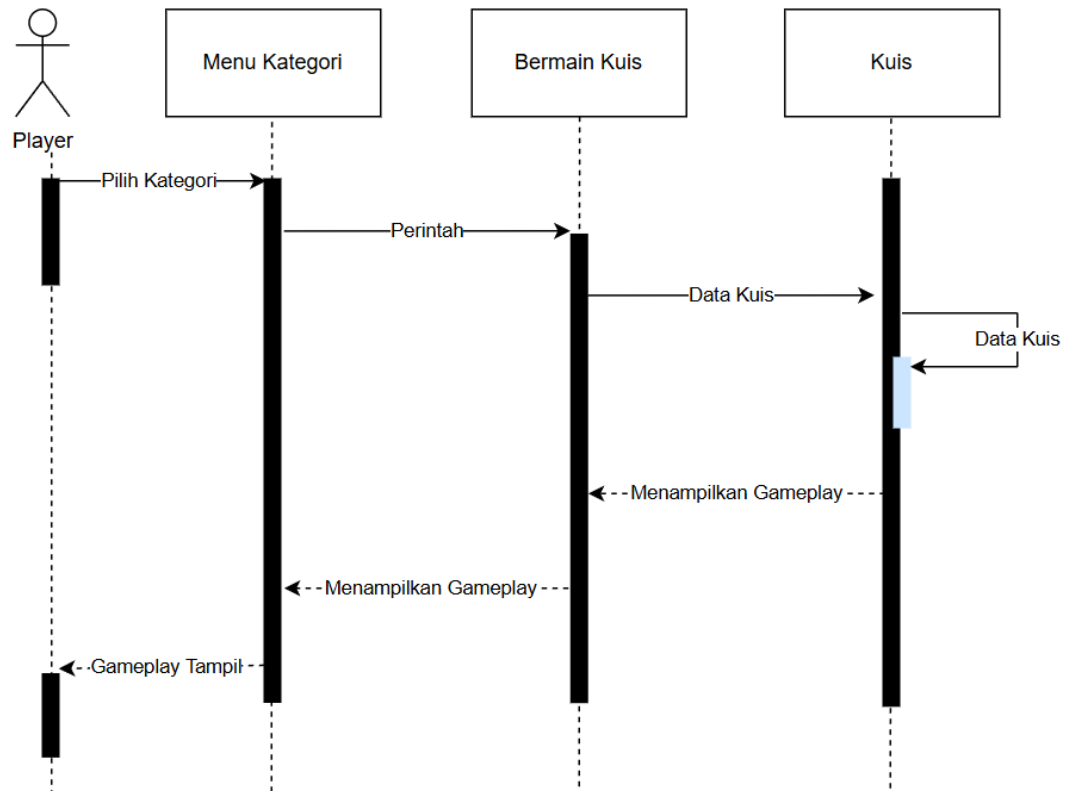 Menu Kategori
Bermain Kuis
Kuis
Player
Pilih Kategori
Perintah
Data Kuis
Data Kuis
Menampilkan Gameplay
Menampilkan Gameplay
Gameplay Tampil